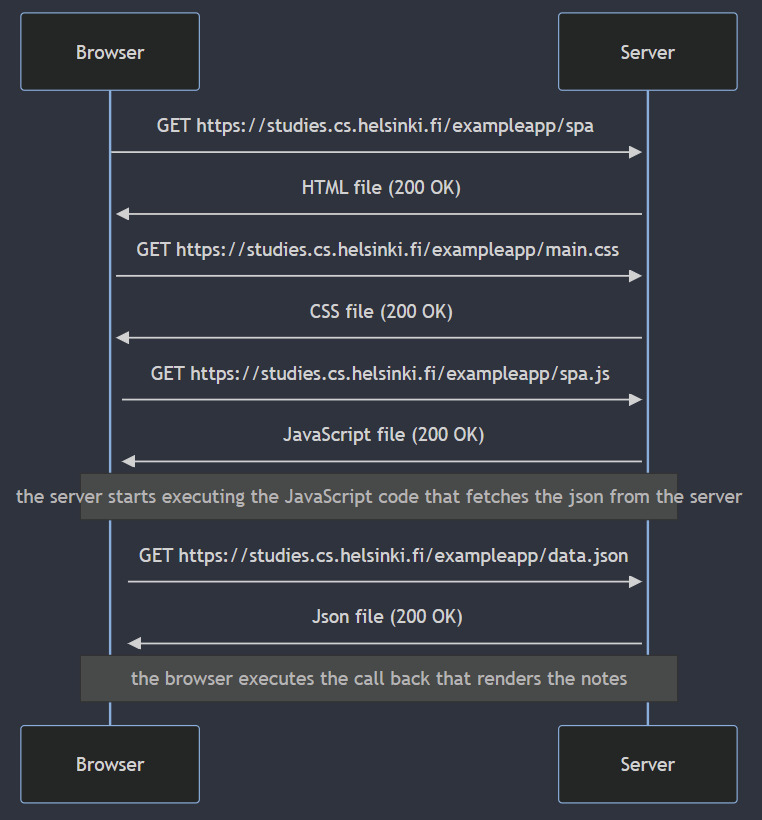 Browser
Server
GET https://studies.cs.helsinki.fi/exampleapp/spa
HTML file (200 OK)
GET https://studies.cs.helsinki.fi/exampleapp/main.css
CSS file (200 OK)
GET https://studies.cs.helsinki.fi/exampleapp/spa.js
JavaScript file (200 OK)
the server starts executing the JavaScript code that fetches the json from the server
GET https://studies.cs.helsinki.fi/exampleapp/data.json
Json file (200 OK)
the browser executes the call back that renders the notes
Browser
Server